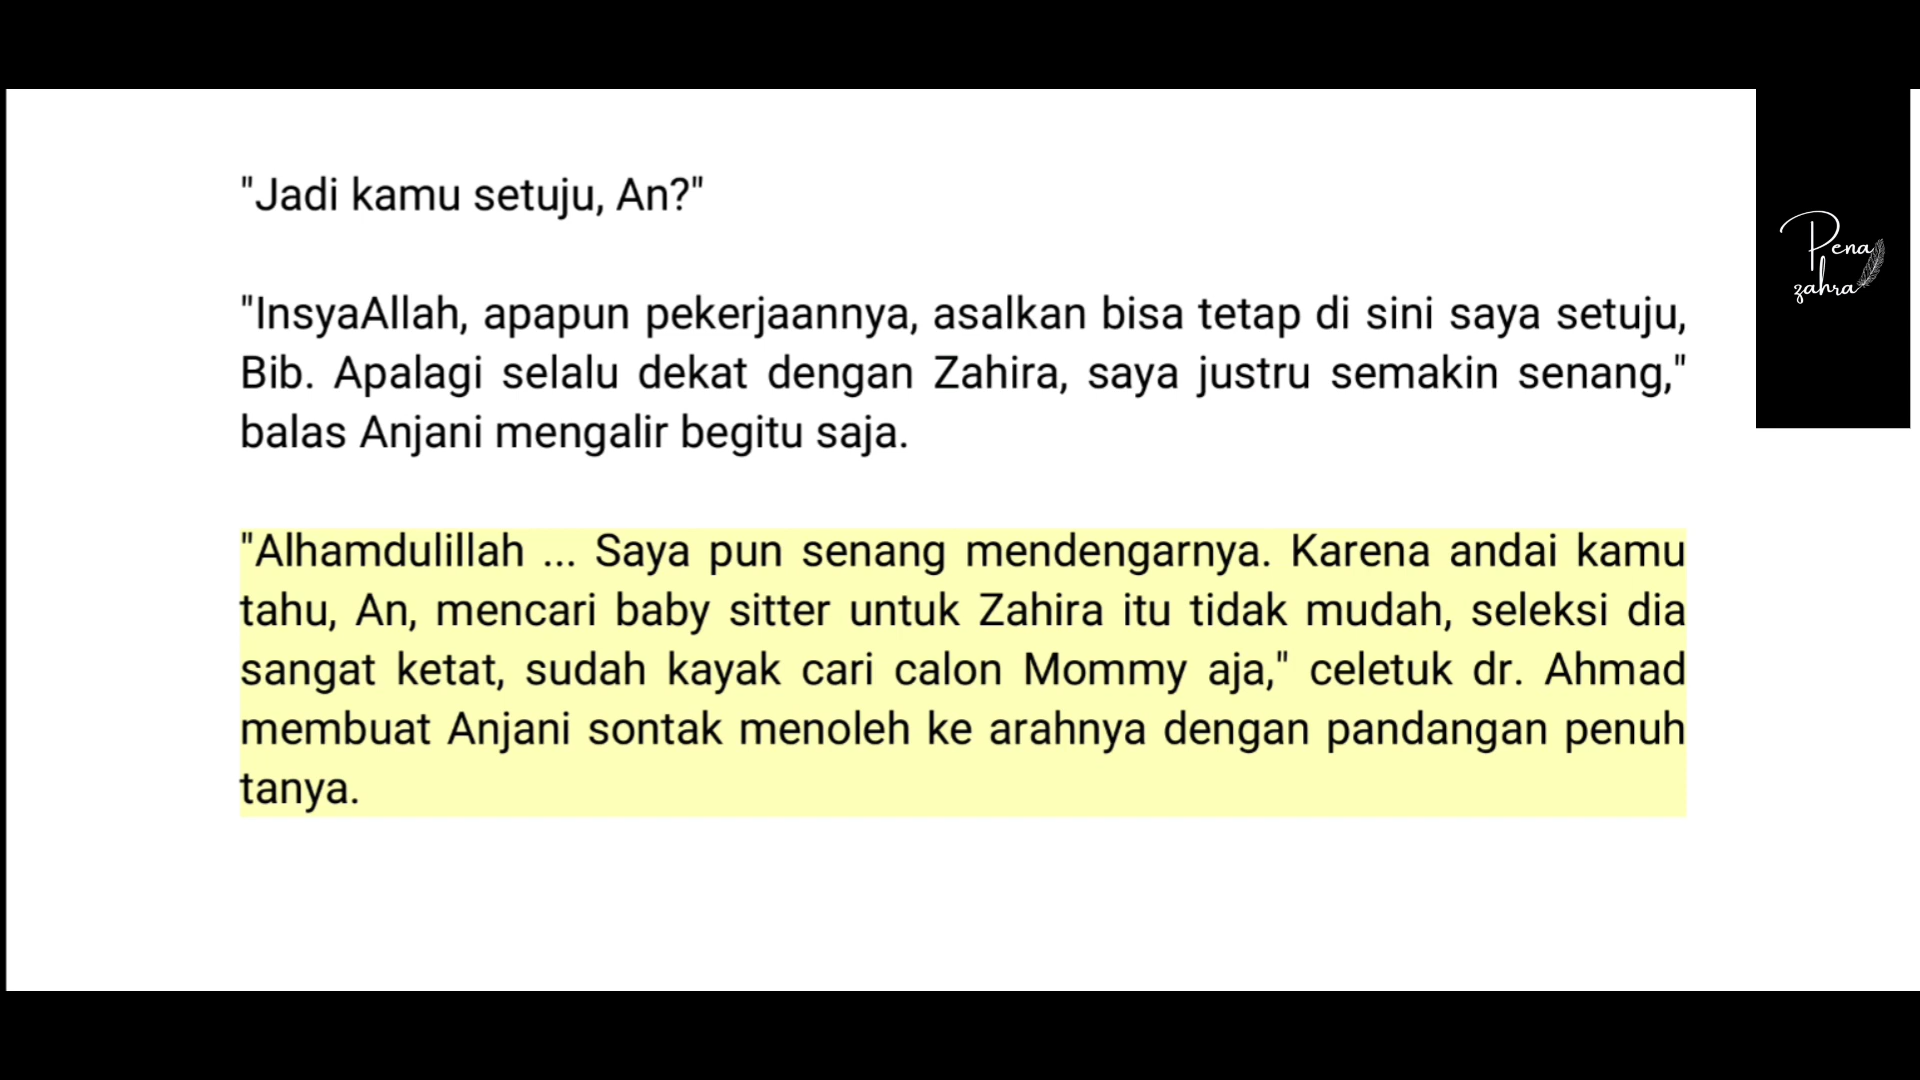 "Jadi kamu setuju, An?"
"InsyaAllah, apapun pekerjaannya, asalkan bisa tetap di sini saya setuju,
Bib. Apalagi selalu dekat dengan Zahira, saya justru semakin senang,"
balas Anjani mengalir begitu saja.
"Alhamdulillah ... Saya pun senang mendengarnya. Karena andai kamu
tahu, An, mencari baby sitter untuk Zahira itu tidak mudah, seleksi dia
sangat ketat, sudah kayak cari calon Mommy aja," celetuk dr. Ahmad
membuat Anjani sontak menoleh ke arahnya dengan pandangan penuh
tanya.
Pena
zahra